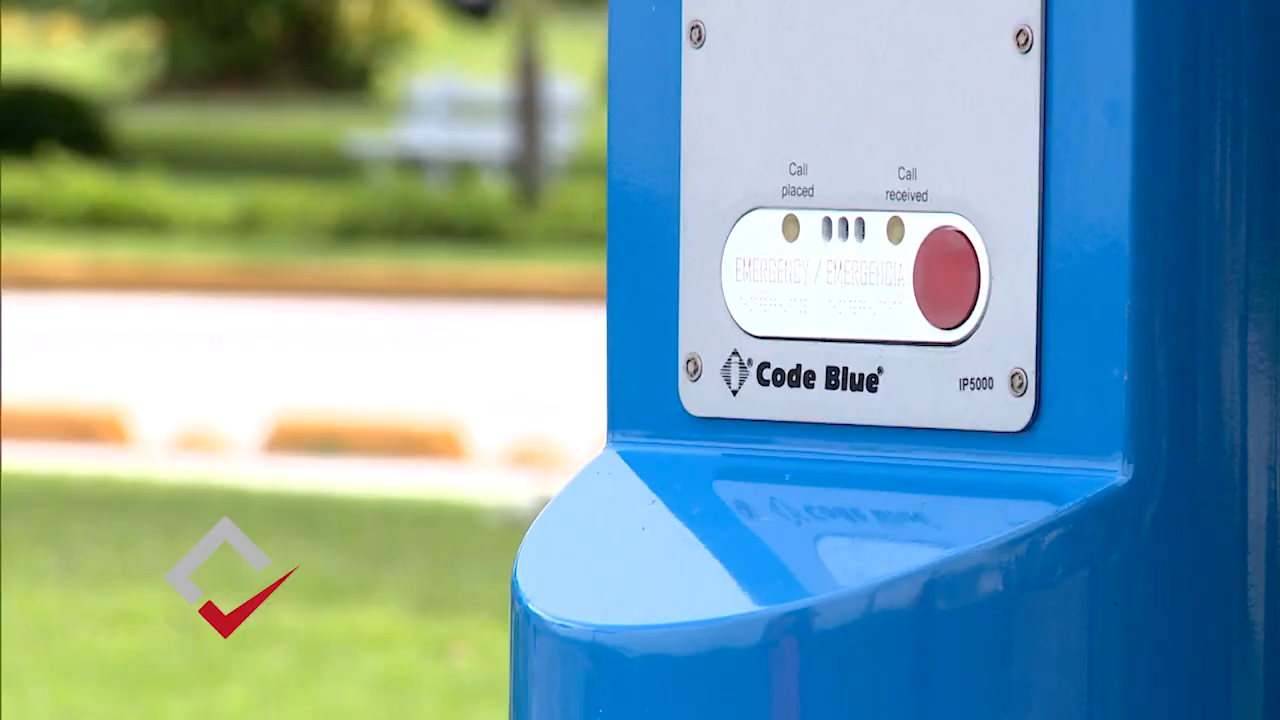 Call placed
Call received
EMERGENCY / EMERGENCIA
Code Blue®
IP5000